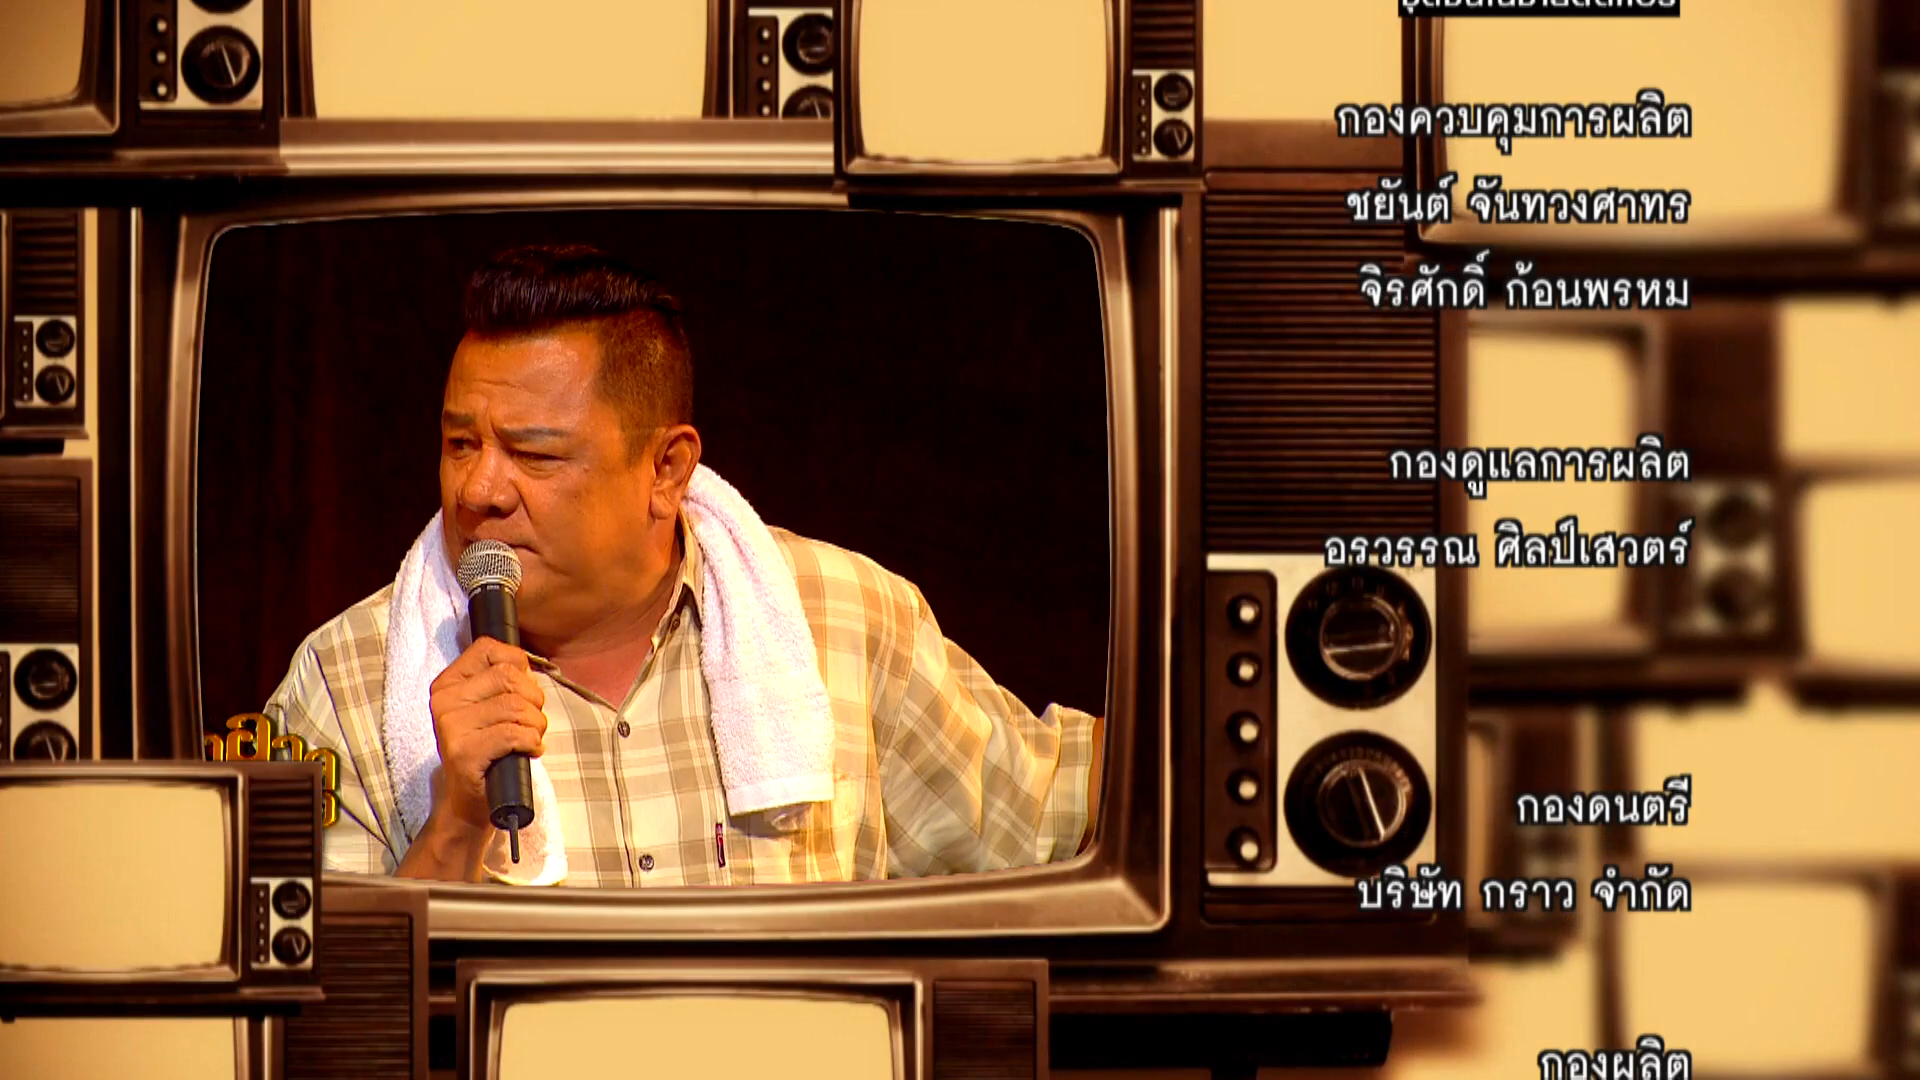 กองควบคุมการผลิต
ชยันต์ จันทวงศาทร
จิรศักดิ์ ก้อนพรหม
กองดูแลการผลิต
อรวรรณ ศิลป์เสวตร์
กองดนตรี
บริษัท กราว จำกัด
กองผลิต